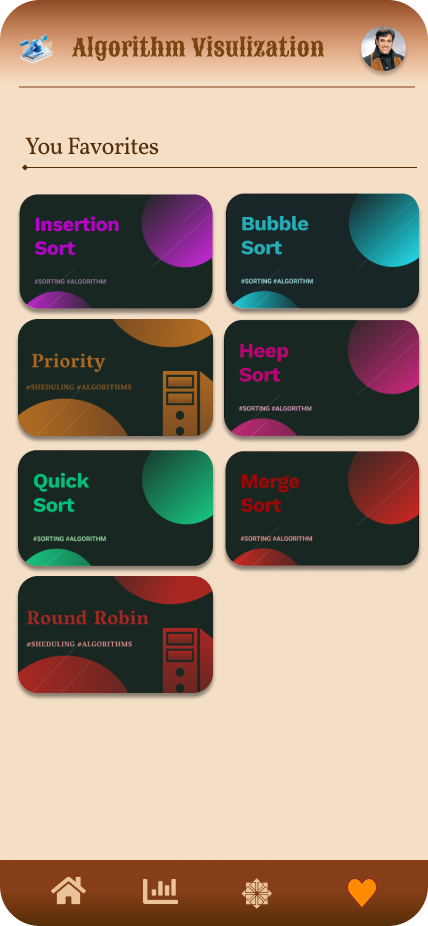 Algorithm Visulization
You Favorites
Insertion
Sort
#SORTING #ALGORITHM
Bubble
Sort
#SORTING #ALGORITHM
Priority
#SHEDULING #ALGORITHMS
Heep
Sort
#SORTING #ALGORITHM
Quick
Sort
#SORTING #ALGORITHM
Merge
Sort
#SORTING #ALGORITHM
Round Robin
#SHEDULING #ALGORITHMS